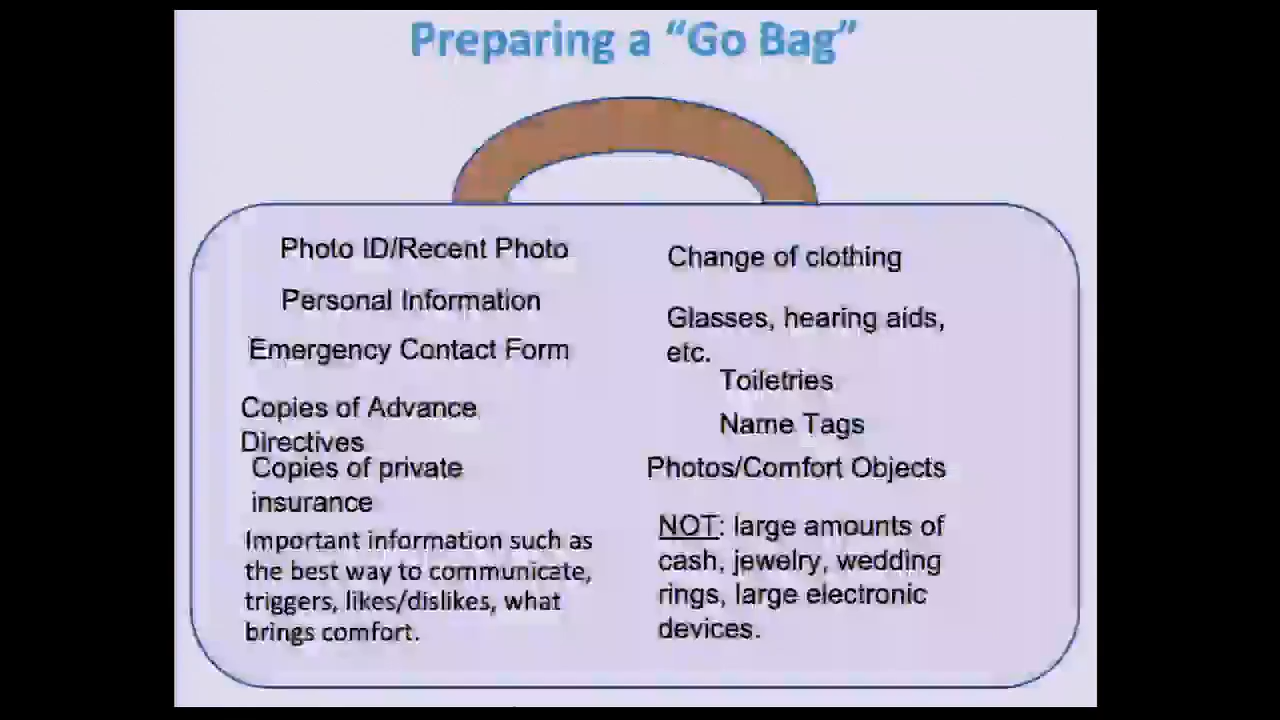 Preparing a “Go Bag”
Photo ID/Recent Photo
Personal Information
Emergency Contact Form
Copies of Advance
Directives
Copies of private
insurance
Important information such as
the best way to communicate,
triggers, likes/dislikes, what
brings comfort.
Change of clothing
Glasses, hearing aids,
etc.
Toiletries
Name Tags
Photos/Comfort Objects
NOT: large amounts of
cash, jewelry, wedding
rings, large electronic
devices.